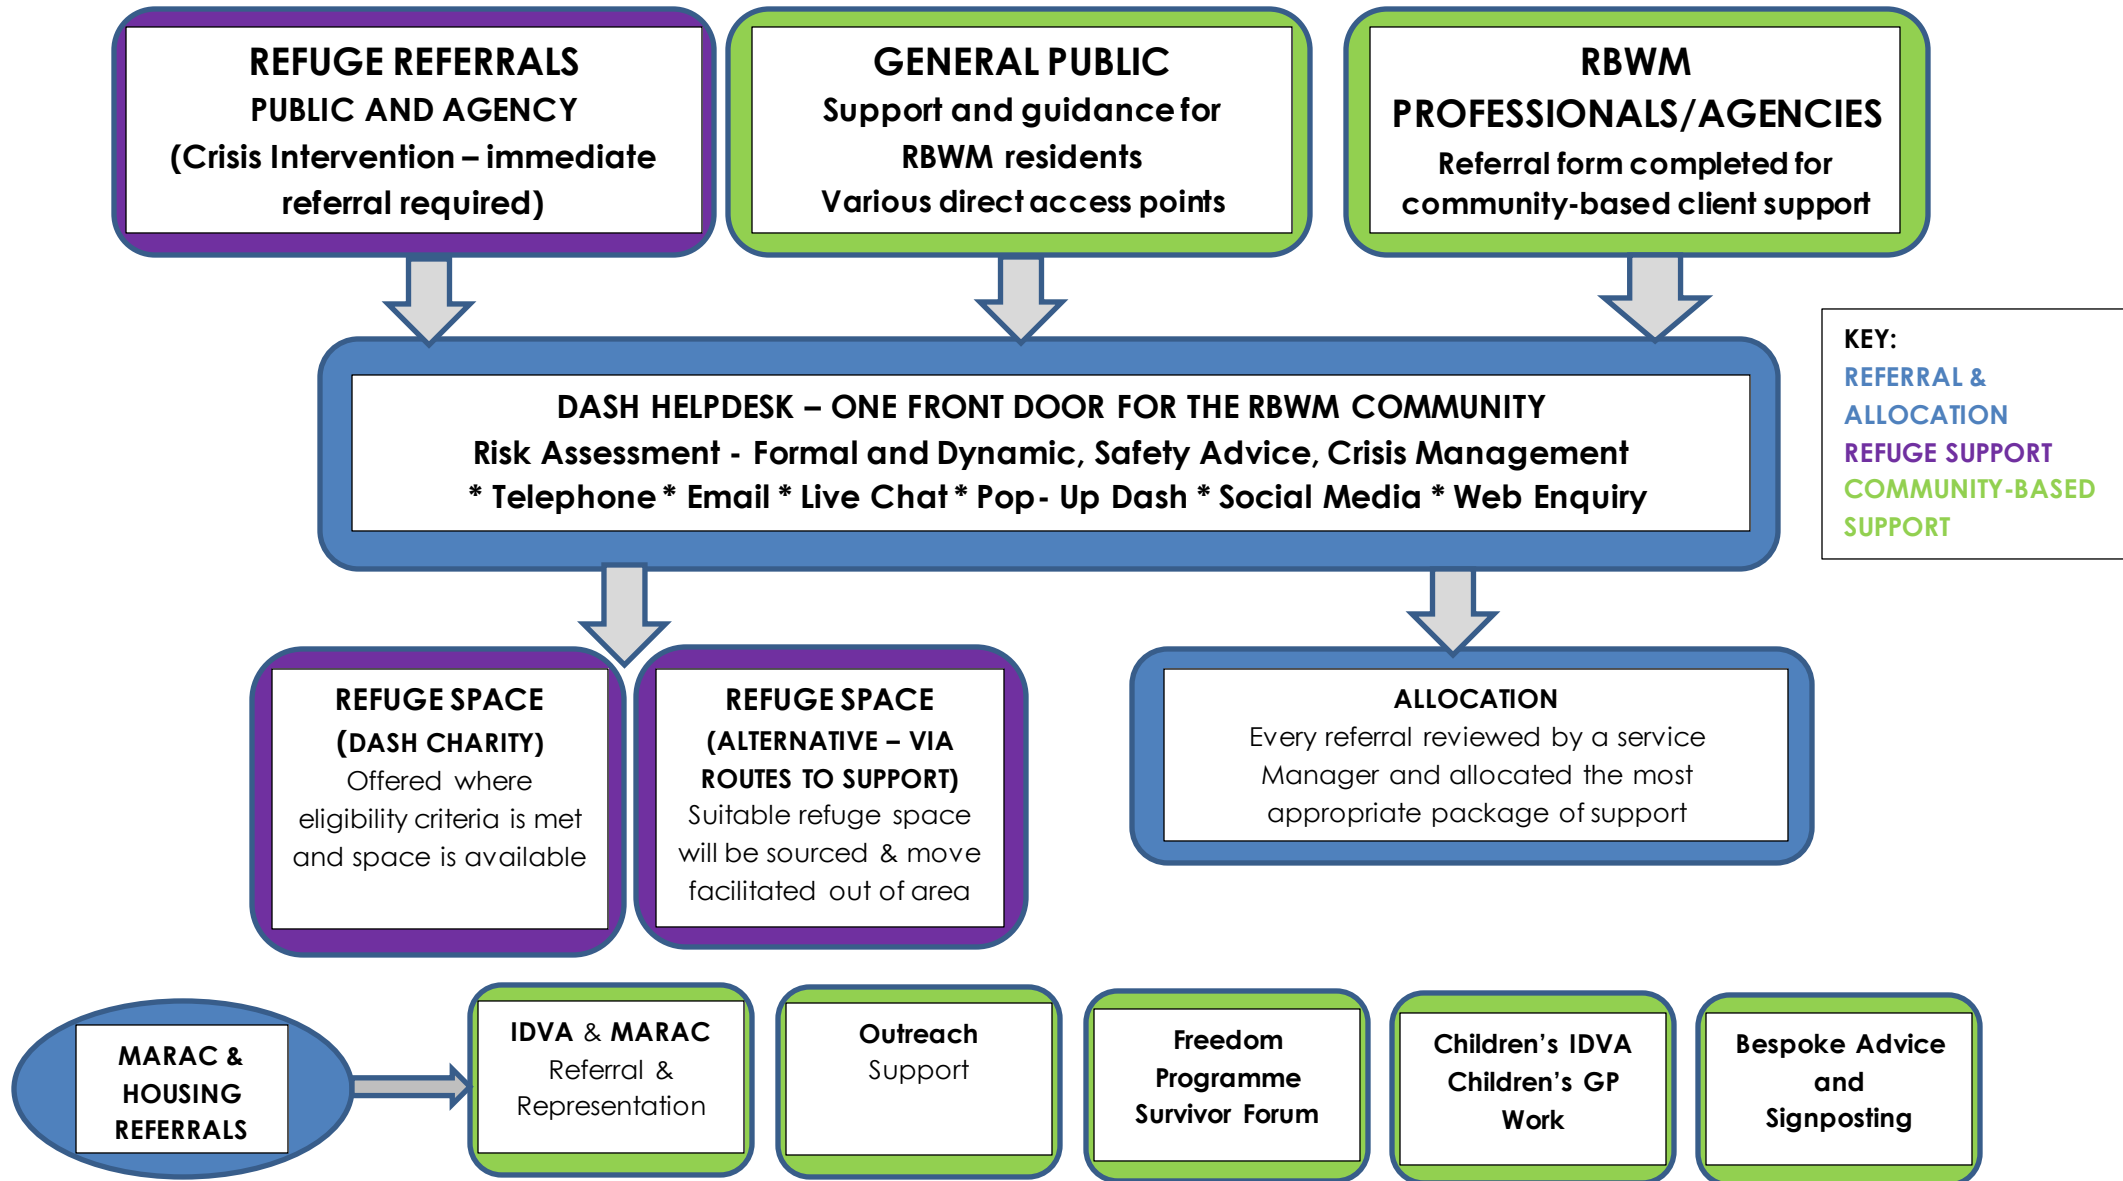 REFUGE REFERRALS
PUBLIC AND AGENCY
(Crisis Intervention – immediate
referral required)
GENERAL PUBLIC
Support and guidance for
RBWM residents
Various direct access points
RBWM
PROFESSIONALS/AGENCIES
Referral form completed for
community-based client support
KEY:
REFERRAL &
ALLOCATION
REFUGE SUPPORT
COMMUNITY-BASED
SUPPORT
DASH HELPDESK – ONE FRONT DOOR FOR THE RBWM COMMUNITY
Risk Assessment - Formal and Dynamic, Safety Advice, Crisis Management
* Telephone * Email * Live Chat * Pop- Up Dash * Social Media * Web Enquiry
REFUGE SPACE
(DASH CHARITY)
Offered where
eligibility criteria is met
and space is available
REFUGE SPACE
(ALTERNATIVE – VIA
ROUTES TO SUPPORT)
Suitable refuge space
will be sourced & move
facilitated out of area
ALLOCATION
Every referral reviewed by a service
Manager and allocated the most
appropriate package of support
MARAC &
HOUSING
REFERRALS
IDVA & MARAC
Referral &
Representation
Outreach
Support
Freedom
Programme
Survivor Forum
Children’s IDVA
Children’s GP
Work
Bespoke Advice
and
Signposting